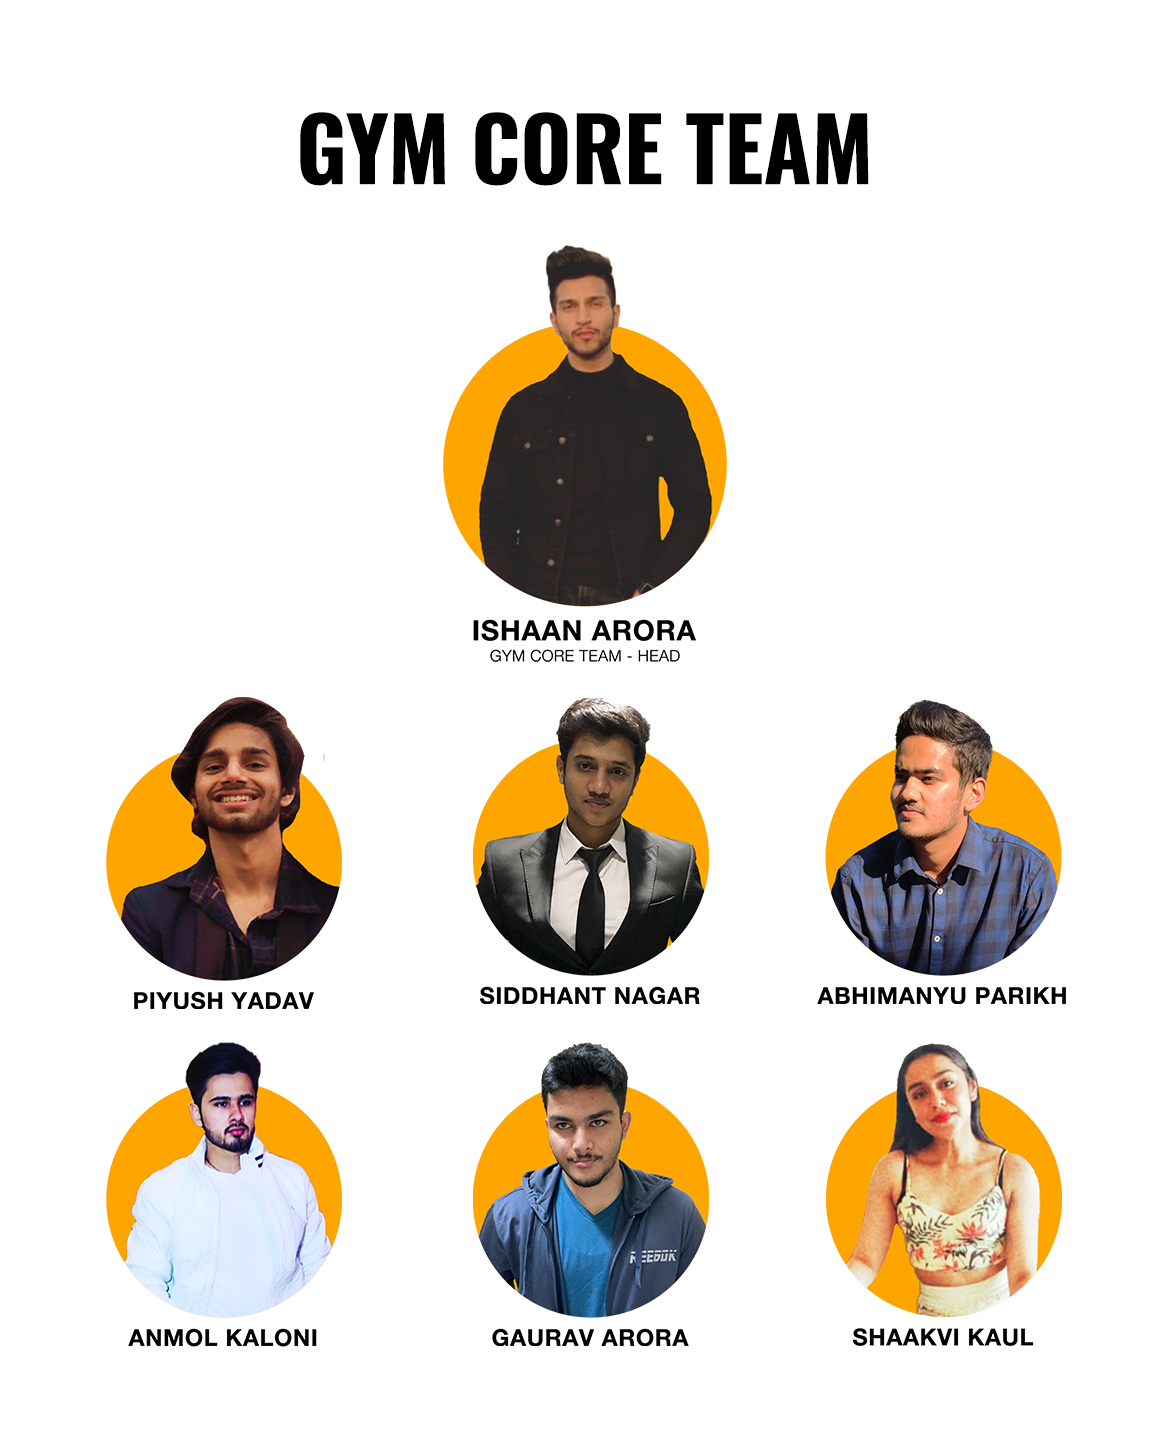 GYM CORE TEAM
ISHAAN ARORA
GYM CORE TEAM - HEAD
PIYUSH YADAV
SIDDHANT NAGAR
ABHIMANYU PARIKH
REEBOK
ANMOL KALONI
GAURAV ARORA
SHAAKVI KAUL